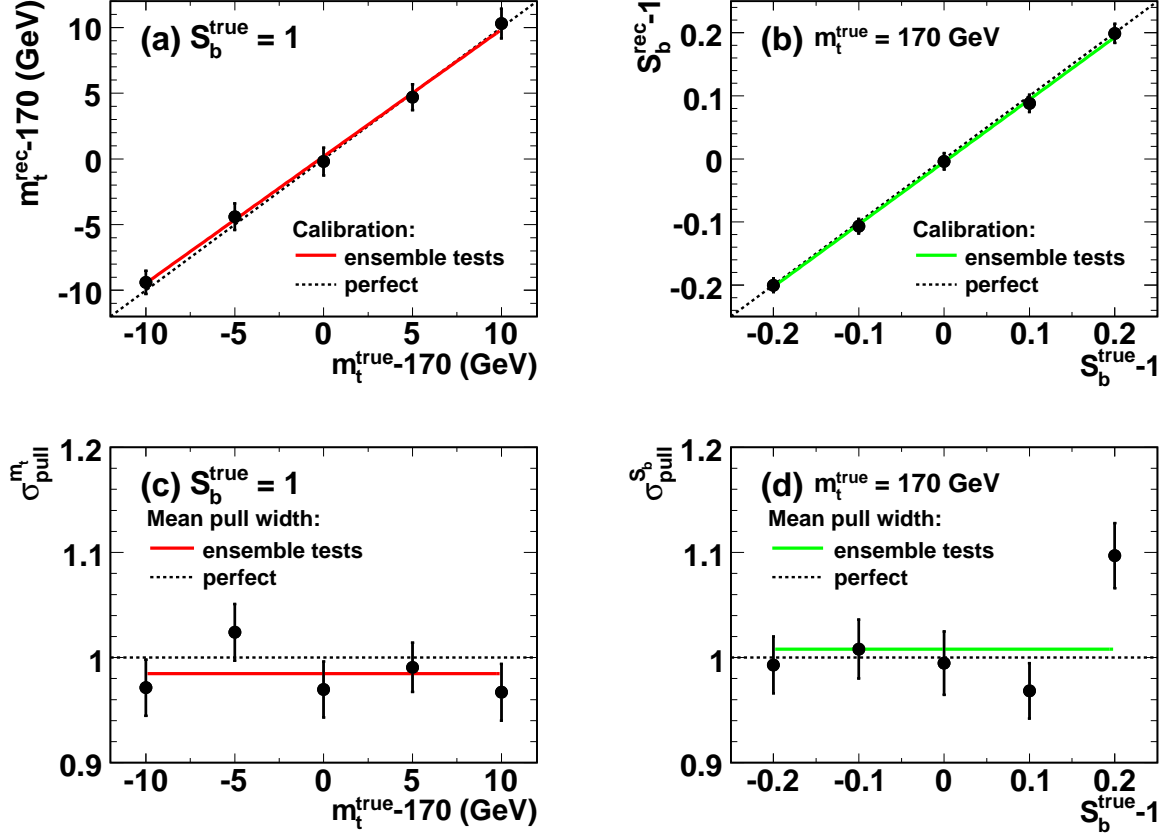 (a) S_b^true = 1
m_t^rec-170 (GeV)
10
5
0
-5
-10
Calibration:
ensemble tests
perfect
-10 -5 0 5 10
m_t^true-170 (GeV)
(b) m_t^true = 170 GeV
S_b^rec-1
0.2
0.1
0
-0.1
-0.2
Calibration:
ensemble tests
perfect
-0.2 -0.1 0 0.1 0.2
S_b^true-1
(c) S_b^true = 1
σ_pull^m_t
1.2
1.1
1
0.9
Mean pull width:
ensemble tests
perfect
-10 -5 0 5 10
m_t^true-170 (GeV)
(d) m_t^true = 170 GeV
σ_pull^S_b
1.2
1.1
1
0.9
Mean pull width:
ensemble tests
perfect
-0.2 -0.1 0 0.1 0.2
S_b^true-1